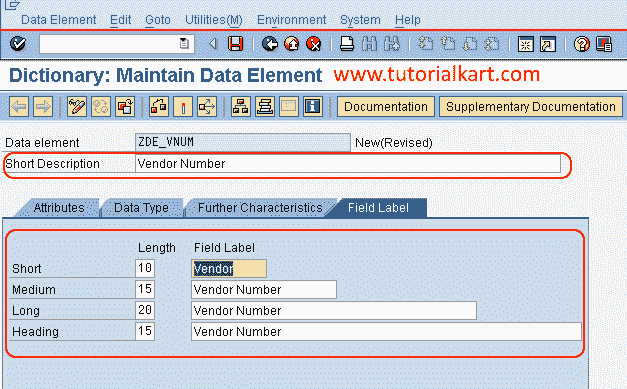 Data Element Edit Goto Utilities(M) Environment System Help
Dictionary: Maintain Data Element www.tutorialkart.com
Documentation Supplementary Documentation
Data element ZDE_VNUM New(Revised)
Short Description Vendor Number
Attributes Data Type Further Characteristics Field Label
Length Field Label
Short 10 Vendor
Medium 15 Vendor Number
Long 20 Vendor Number
Heading 15 Vendor Number